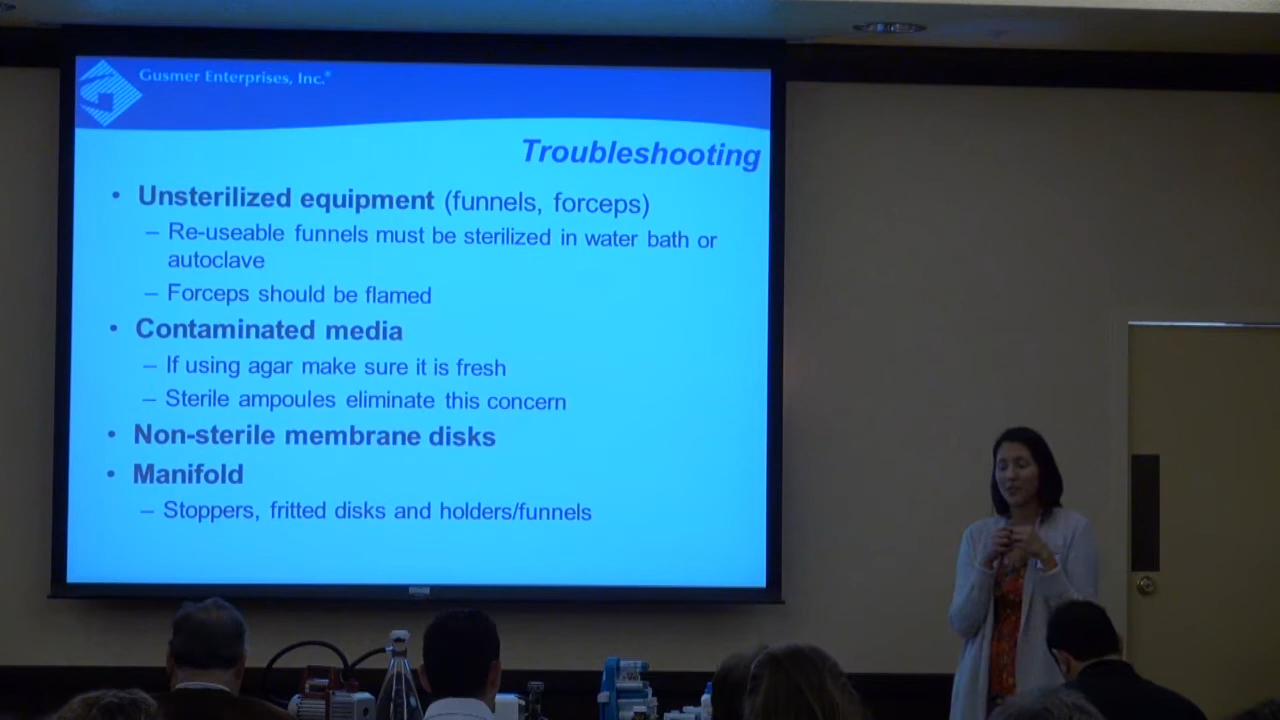 Gusmer Enterprises, Inc.®
Troubleshooting
• Unsterilized equipment (funnels, forceps)
– Re-useable funnels must be sterilized in water bath or
autoclave
– Forceps should be flamed
• Contaminated media
– If using agar make sure it is fresh
– Sterile ampoules eliminate this concern
• Non-sterile membrane disks
• Manifold
– Stoppers, fritted disks and holders/funnels